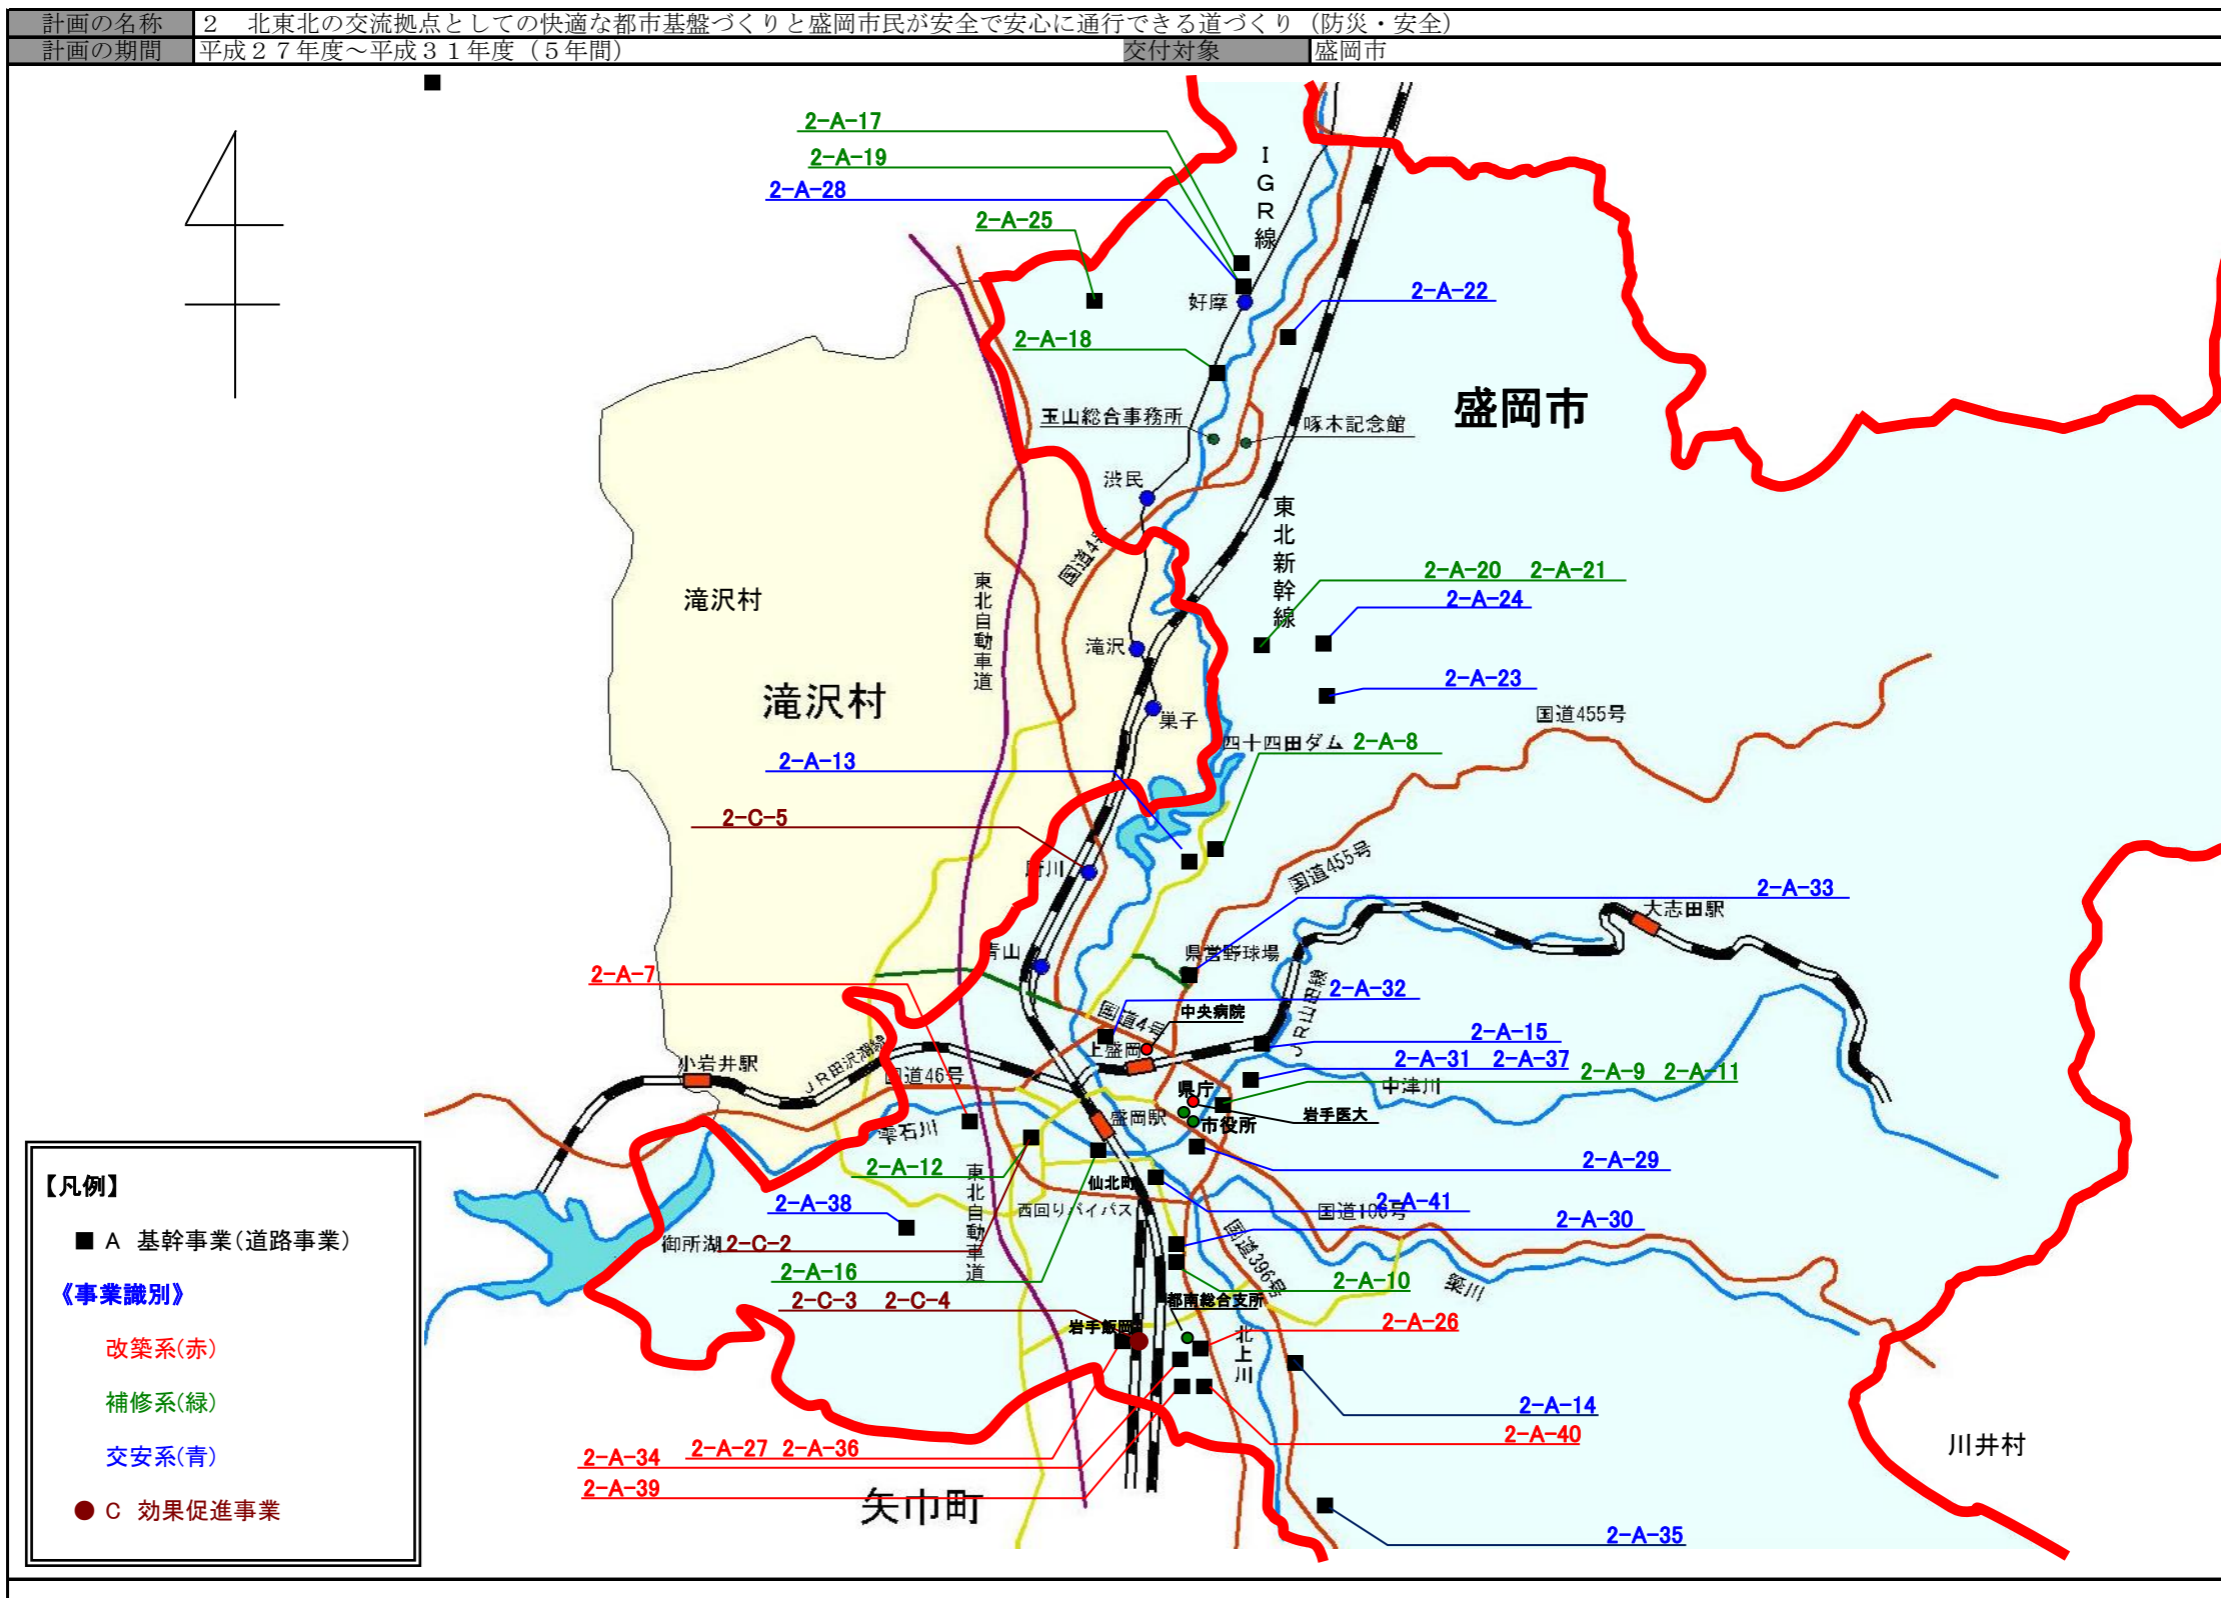 計画の名称 ２　北東北の交流拠点としての快適な都市基盤づくりと盛岡市民が安全で安心に通行できる道づくり（防災・安全）
計画の期間 平成２７年度～平成３１年度（５年間） 交付対象 盛岡市
2-A-17
2-A-19
2-A-28
2-A-25
IGR線
好摩
2-A-22
2-A-18
盛岡市
玉山総合事務所
啄木記念館
渋民
東北新幹線
国道4号
2-A-20 2-A-21
2-A-24
滝沢村
東北自動車道
滝沢
2-A-23
滝沢村
巣子
国道455号
四十四田ダム 2-A-8
2-A-13
2-C-5
厨川
国道455号
2-A-33
大志田駅
青山
県営野球場
2-A-7
JR山田線
2-A-32
国道4号
中央病院
2-A-15
上盛岡
2-A-31 2-A-37
小岩井駅
JR田沢湖線
国道46号
2-A-9 2-A-11
中津川
県庁
岩手医大
盛岡駅
市役所
雫石川
2-A-12
2-A-29
東北自動車道
仙北町
2-A-38
西回りバイパス
2-A-41
国道106号
2-A-30
御所湖
2-C-2
国道396号
2-A-16
2-A-10
簗川
2-C-3 2-C-4
都南総合支所
岩手飯岡
北上川
2-A-26
2-A-14
2-A-40
2-A-27 2-A-36
2-A-34
2-A-39
川井村
矢巾町
2-A-35
【凡例】
■ A 基幹事業(道路事業)
《事業識別》
改築系(赤)
補修系(緑)
交安系(青)
● C 効果促進事業